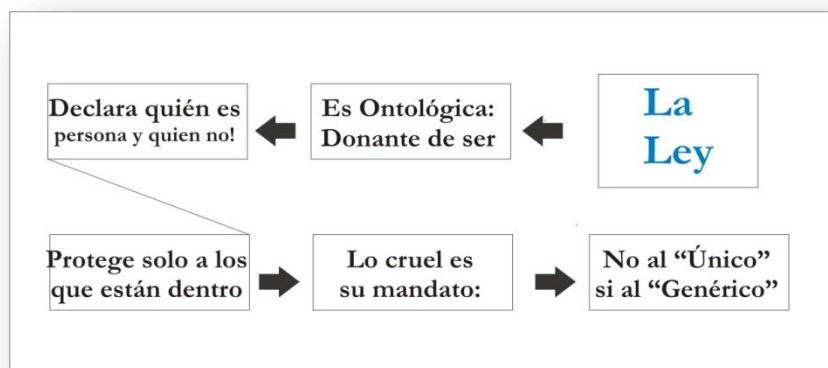 La
Ley
Es Ontológica:
Donante de ser
Declara quién es
persona y quien no!
Protege solo a los
que están dentro
Lo cruel es
su mandato:
No al “Único”
si al “Genérico”